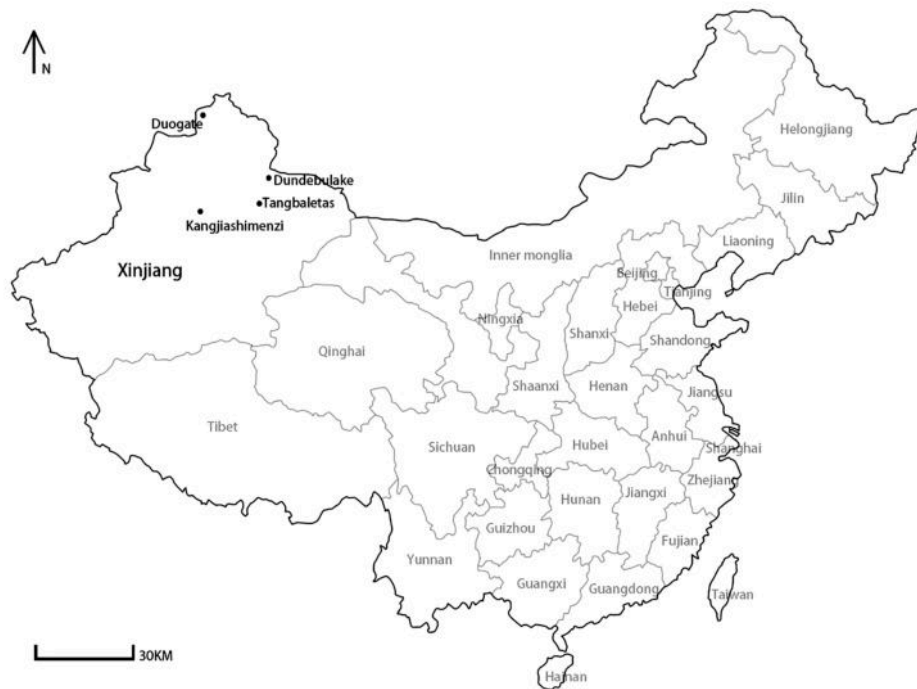 N
Helongjiang
Duogate
Dundebulake
Jilin
Tangbaletas
Kangjiashimenzi
Liaoning
Inner monglia
Xinjiang
Beijing
Tianjing
Hebei
Ningxia
Shanxi
Shandong
Qinghai
Shaanxi
Henan
Jiangsu
Tibet
Sichuan
Hubei
Anhui
Shanghai
Chongqing
Zhejiang
Hunan
Jiangxi
Guizhou
Fujian
Yunnan
Guangxi
Guangdong
Taiwan
30KM
Hainan